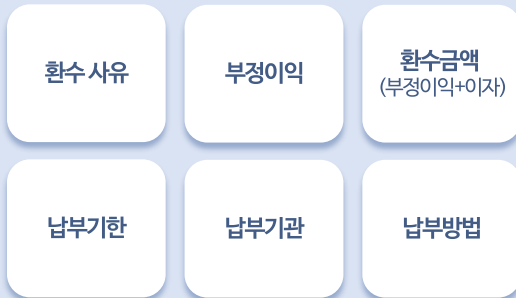 환수 사유
부정이익
환수금액
(부정이익+이자)
납부기한
납부기관
납부방법